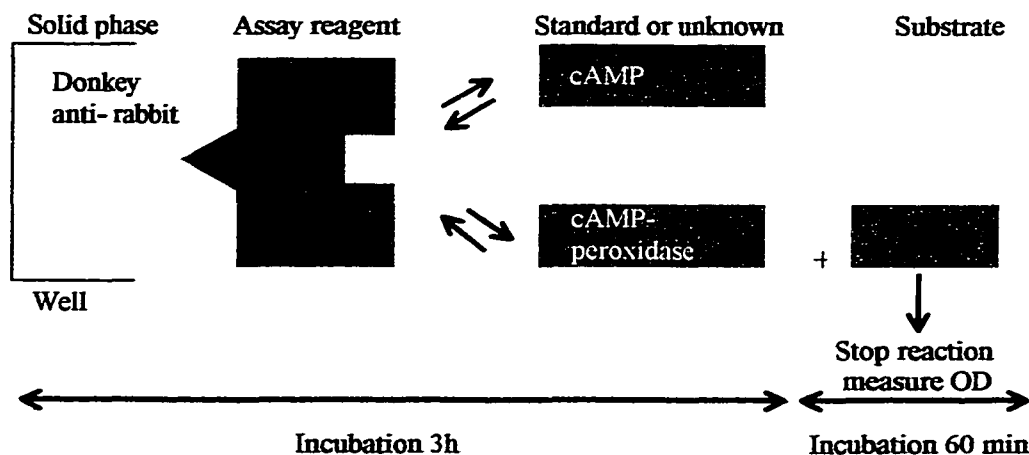 Solid phase
Assay reagent
Standard or unknown
Substrate
Donkey
anti- rabbit
cAMP
cAMP-
peroxidase
+
Well
Stop reaction
measure OD
Incubation 3h
Incubation 60 min